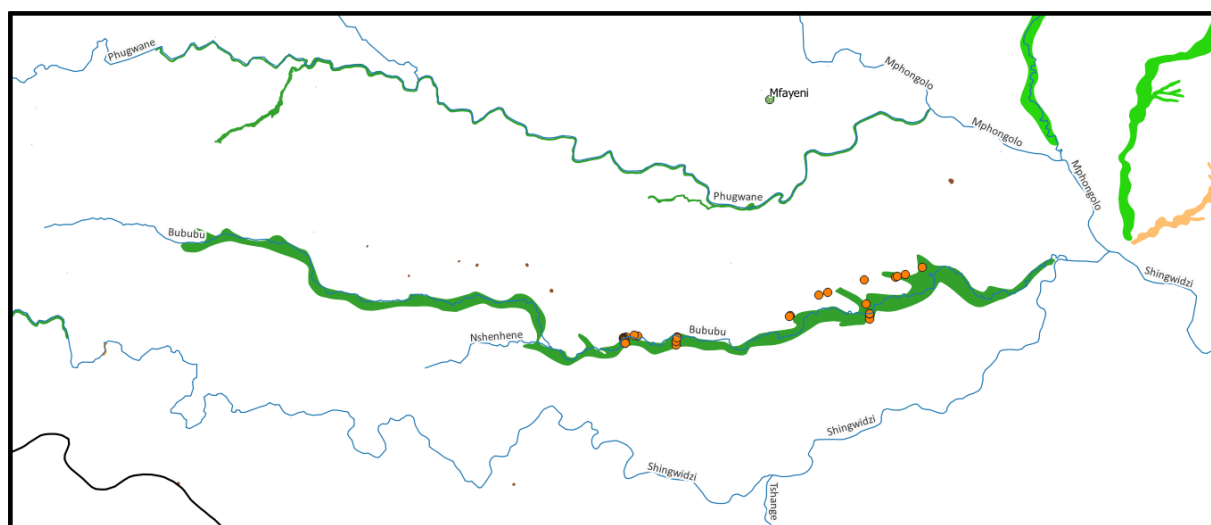 Phugwane
Mphongolo
Mfayeni
Mphongolo
Mphongolo
Phugwane
Bububu
Shingwidzi
Bububu
Nshenhene
Shingwidzi
Shingwidzi
Tshange